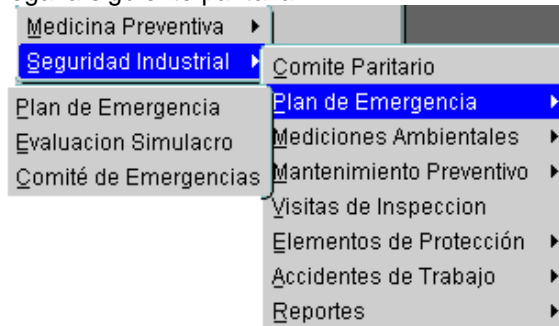 Medicina Preventiva
Seguridad Industrial
Comite Paritario
Plan de Emergencia
Mediciones Ambientales
Mantenimiento Preventivo
Visitas de Inspeccion
Elementos de Protección
Accidentes de Trabajo
Reportes
Plan de Emergencia
Evaluacion Simulacro
Comité de Emergencias